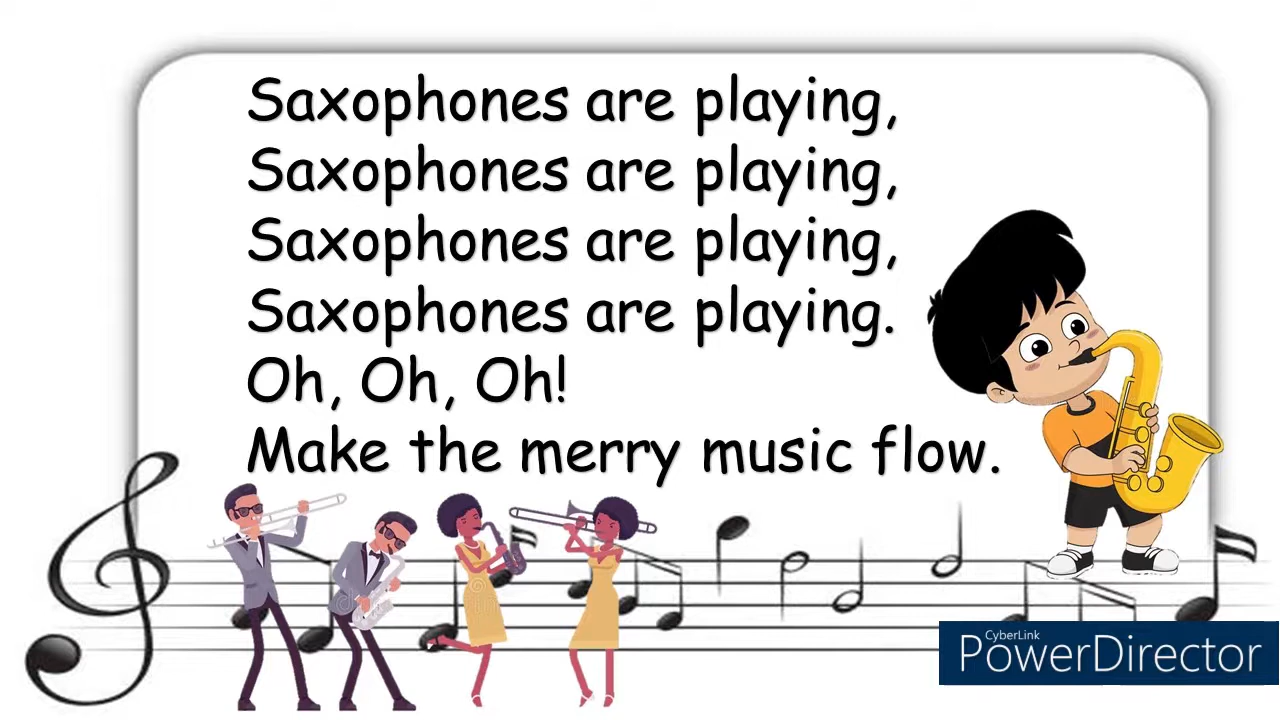 Saxophones are playing,
Saxophones are playing,
Saxophones are playing,
Saxophones are playing.
Oh, Oh, Oh!
Make the merry music flow.
CyberLink
PowerDirector